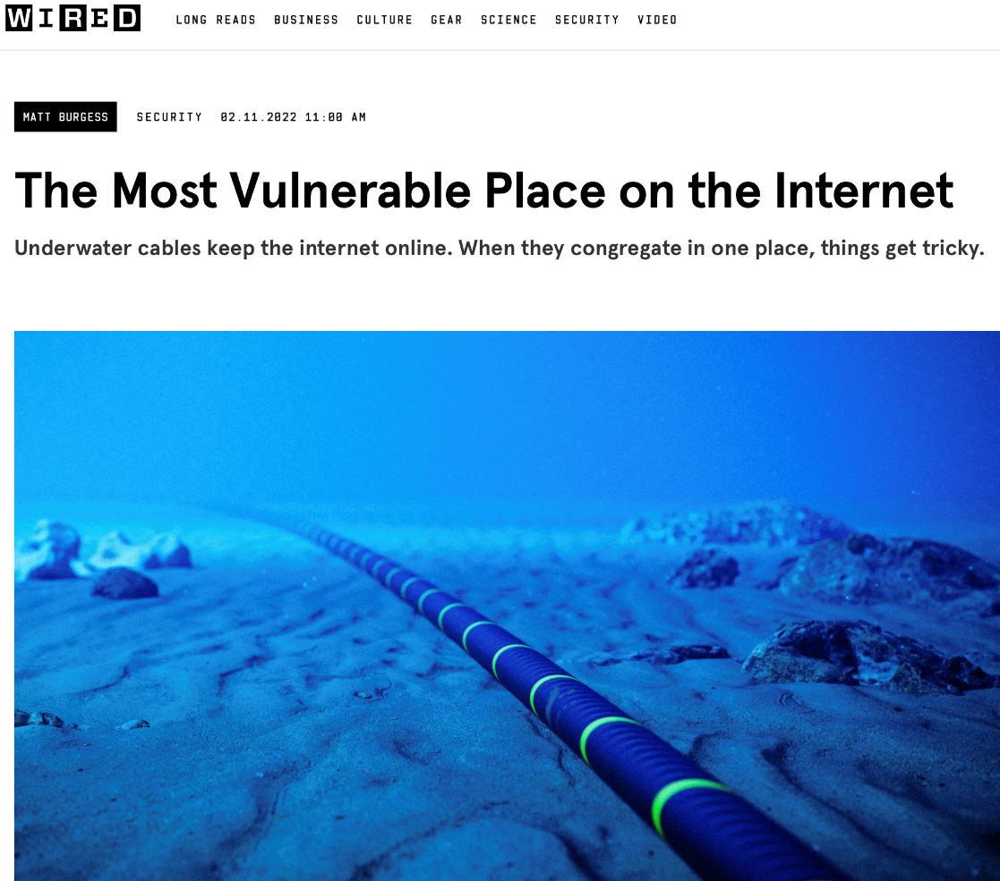 WIRED LONG READS BUSINESS CULTURE GEAR SCIENCE SECURITY VIDEO
MATT BURGESS SECURITY 02.11.2022 11:00 AM
The Most Vulnerable Place on the Internet
Underwater cables keep the internet online. When they congregate in one place, things get tricky.